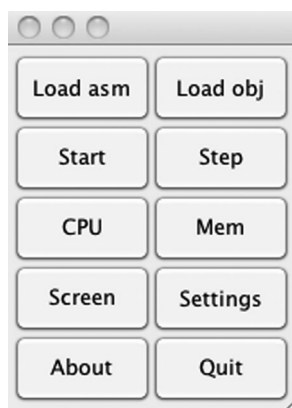 Load asm Load obj
Start Step
CPU Mem
Screen Settings
About Quit